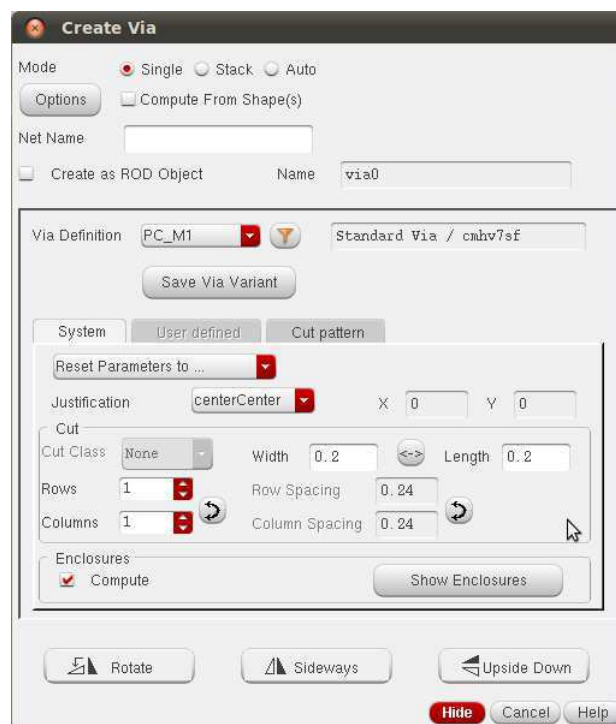 Create Via
Mode Single Stack Auto
Options Compute From Shape(s)
Net Name
Create as ROD Object Name via0
Via Definition PC_M1 Standard Via / cmhv7sf
Save Via Variant
System User defined Cut pattern
Reset Parameters to ...
Justification centerCenter X 0 Y 0
Cut
Cut Class None Width 0.2 <-> Length 0.2
Rows 1 Row Spacing 0.24
Columns 1 Column Spacing 0.24
Enclosures
Compute Show Enclosures
Rotate Sideways Upside Down
Hide Cancel Help